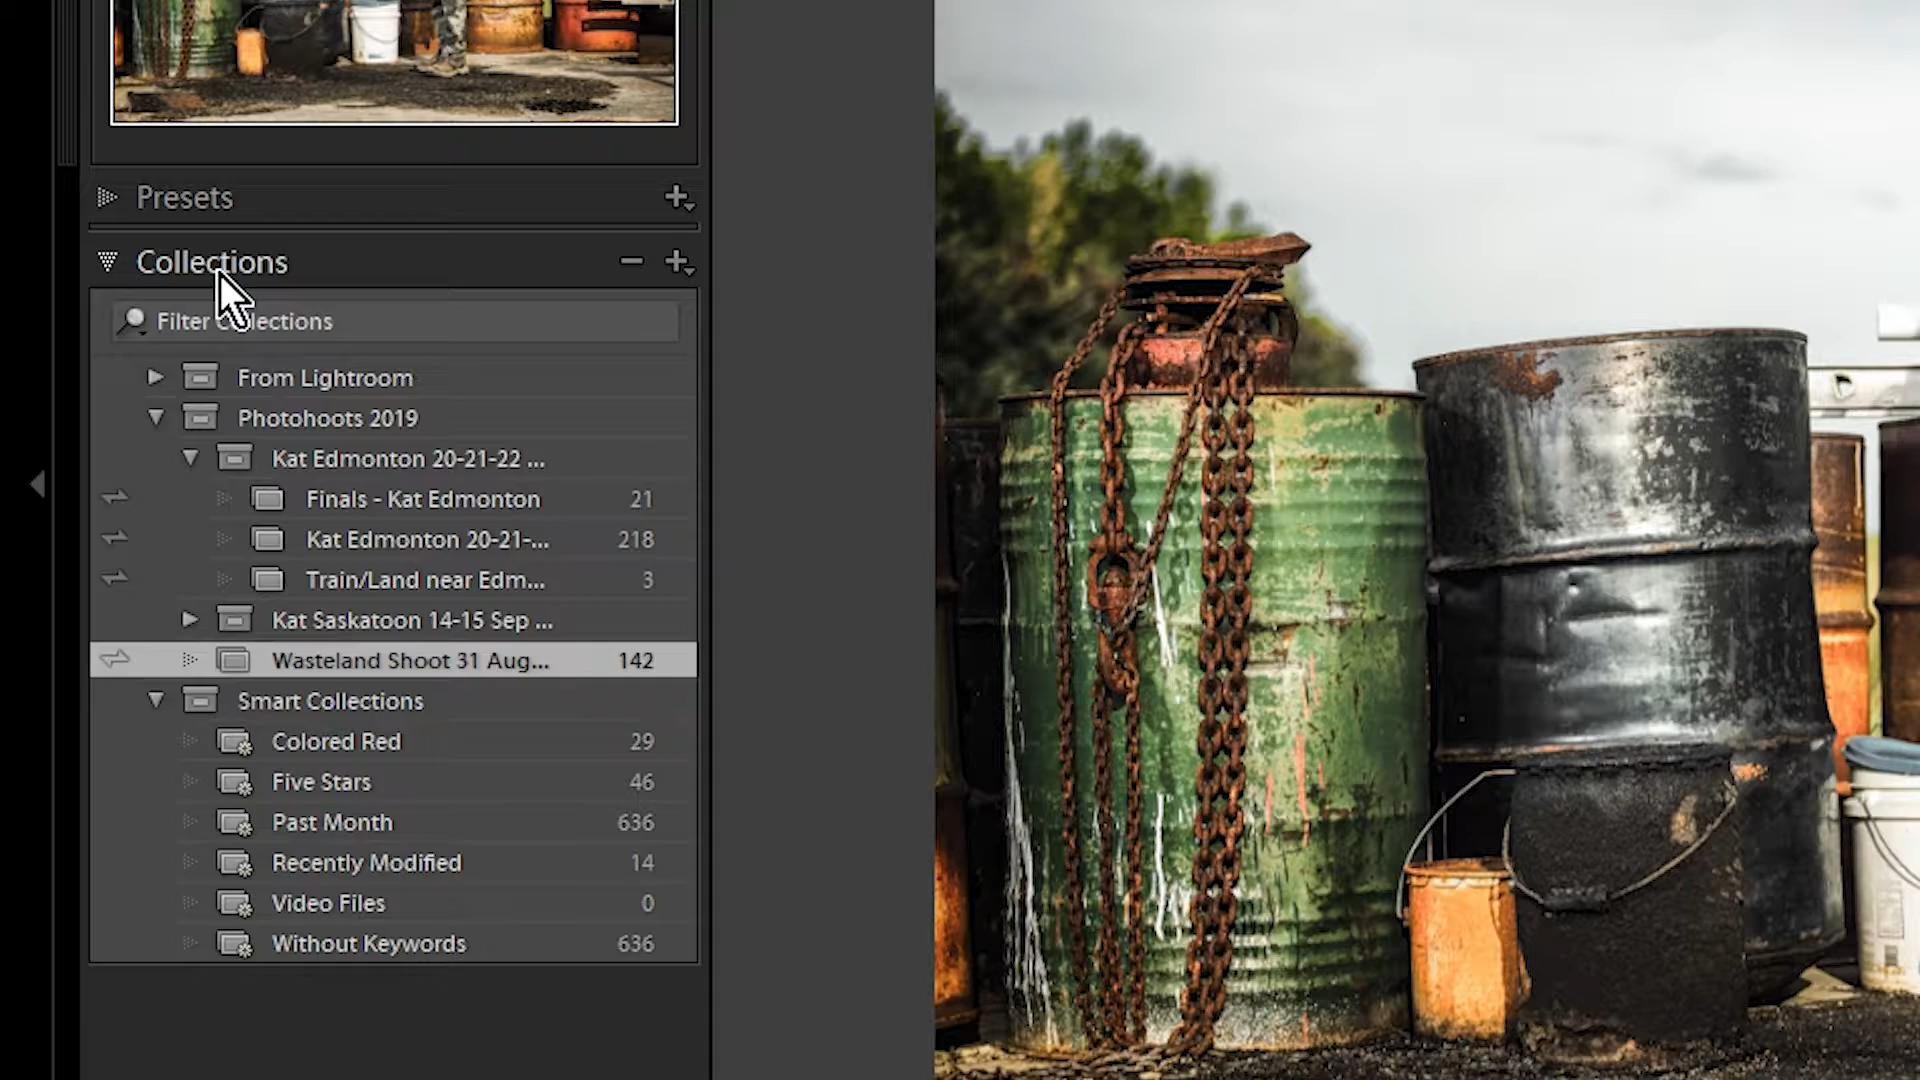 Presets
Collections
Filter Collections
From Lightroom
Photohoots 2019
Kat Edmonton 20-21-22 ...
Finals - Kat Edmonton 21
Kat Edmonton 20-21-... 218
Train/Land near Edm... 3
Kat Saskatoon 14-15 Sep ...
Wasteland Shoot 31 Aug... 142
Smart Collections
Colored Red 29
Five Stars 46
Past Month 636
Recently Modified 14
Video Files 0
Without Keywords 636